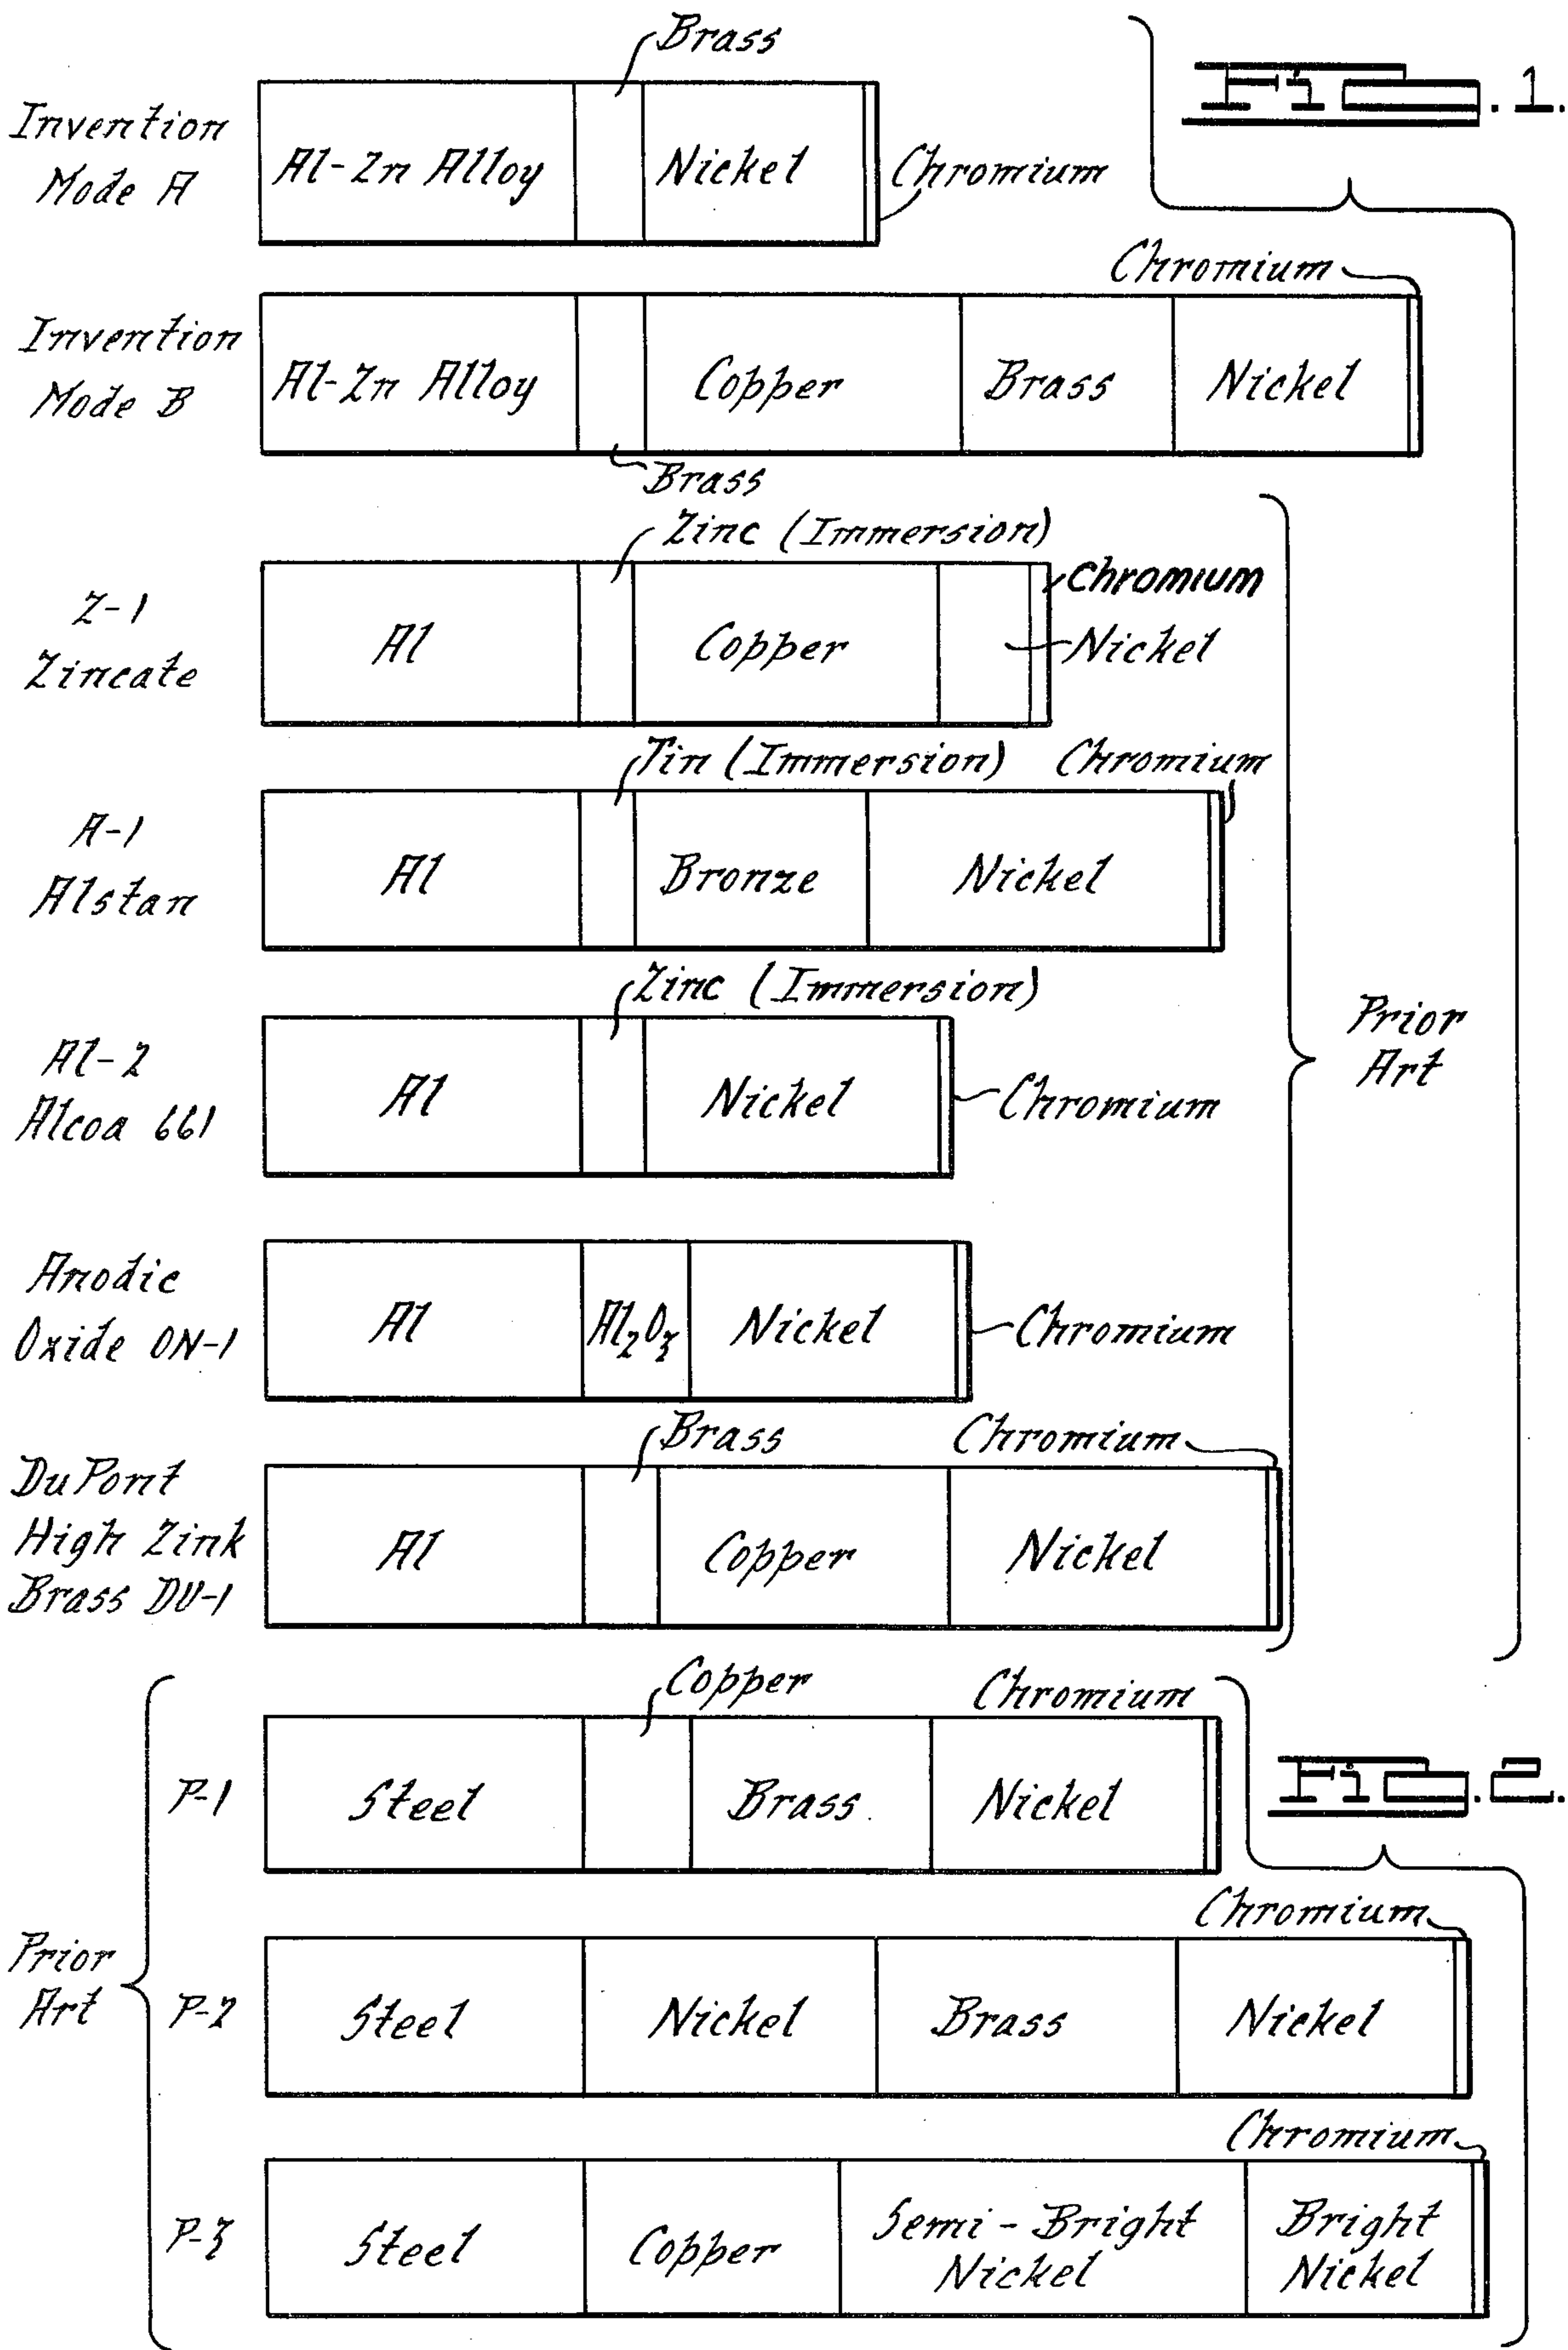 Fig. 1.
Brass
Invention
Mode A
Al-Zn Alloy
Nickel
Chromium
Chromium
Invention
Mode B
Al-Zn Alloy
Copper
Brass
Nickel
Brass
Zinc (Immersion)
Z-1
Zincate
Al
Copper
Chromium
Nickel
Tin (Immersion)
Chromium
A-1
Alstan
Al
Bronze
Nickel
Zinc (Immersion)
Al-2
Alcoa 661
Al
Nickel
Chromium
Prior
Art
Anodic
Oxide ON-1
Al
Al2O3
Nickel
Chromium
Brass
Chromium
DuPont
High Zink
Brass DU-1
Al
Copper
Nickel
Fig. 2.
Copper
Chromium
P-1
Steel
Brass
Nickel
Chromium
Prior
Art
P-2
Steel
Nickel
Brass
Nickel
Chromium
P-3
Steel
Copper
Semi-Bright
Nickel
Bright
Nickel